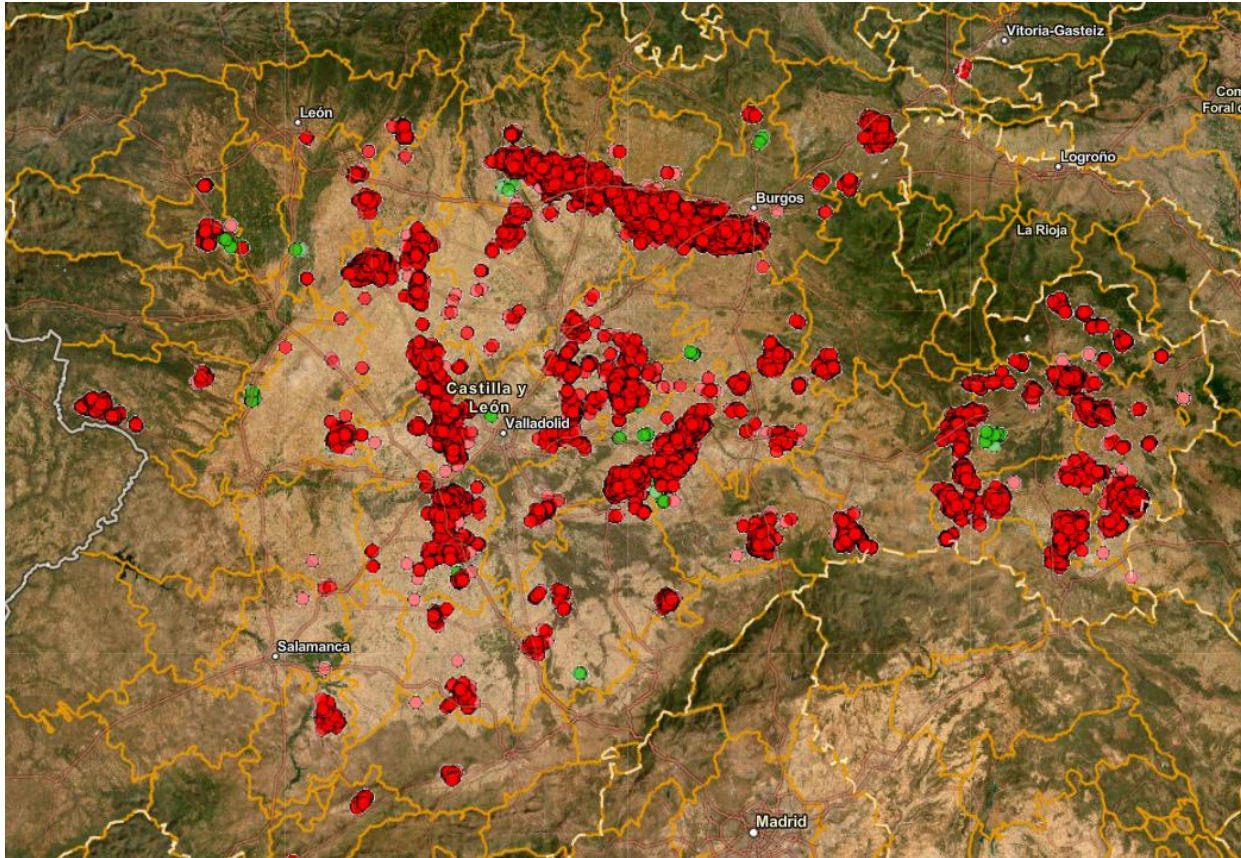 Vitoria-Gasteiz
Com
Foral d
León
Logroño
Burgos
La Rioja
Castilla y
León
Valladolid
Salamanca
Madrid